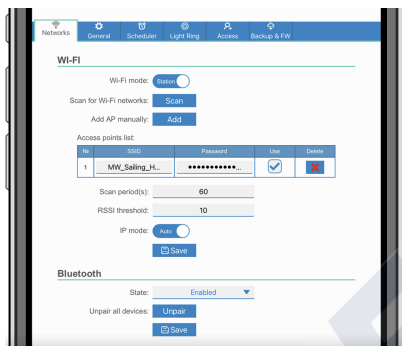 Networks General Scheduler Light Ring Access Backup & FW
WI-FI
Wi-Fi mode: Station
Scan for Wi-Fi networks: Scan
Add AP manually: Add
Access points list:
№ SSID Password Use Delete
1 MW_Sailing_H... •••••••••••...
Scan period(s): 60
RSSI threshold: 10
IP mode: Auto
Save
Bluetooth
State: Enabled
Unpair all devices: Unpair
Save